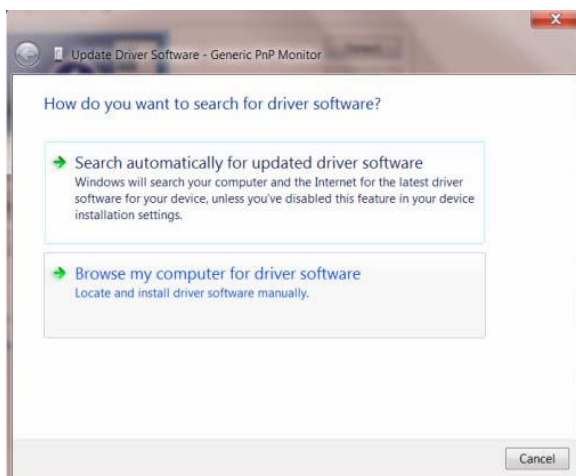 Update Driver Software - Generic PnP Monitor
How do you want to search for driver software?
Search automatically for updated driver software
Windows will search your computer and the Internet for the latest driver
software for your device, unless you've disabled this feature in your device
installation settings.
Browse my computer for driver software
Locate and install driver software manually.
Cancel